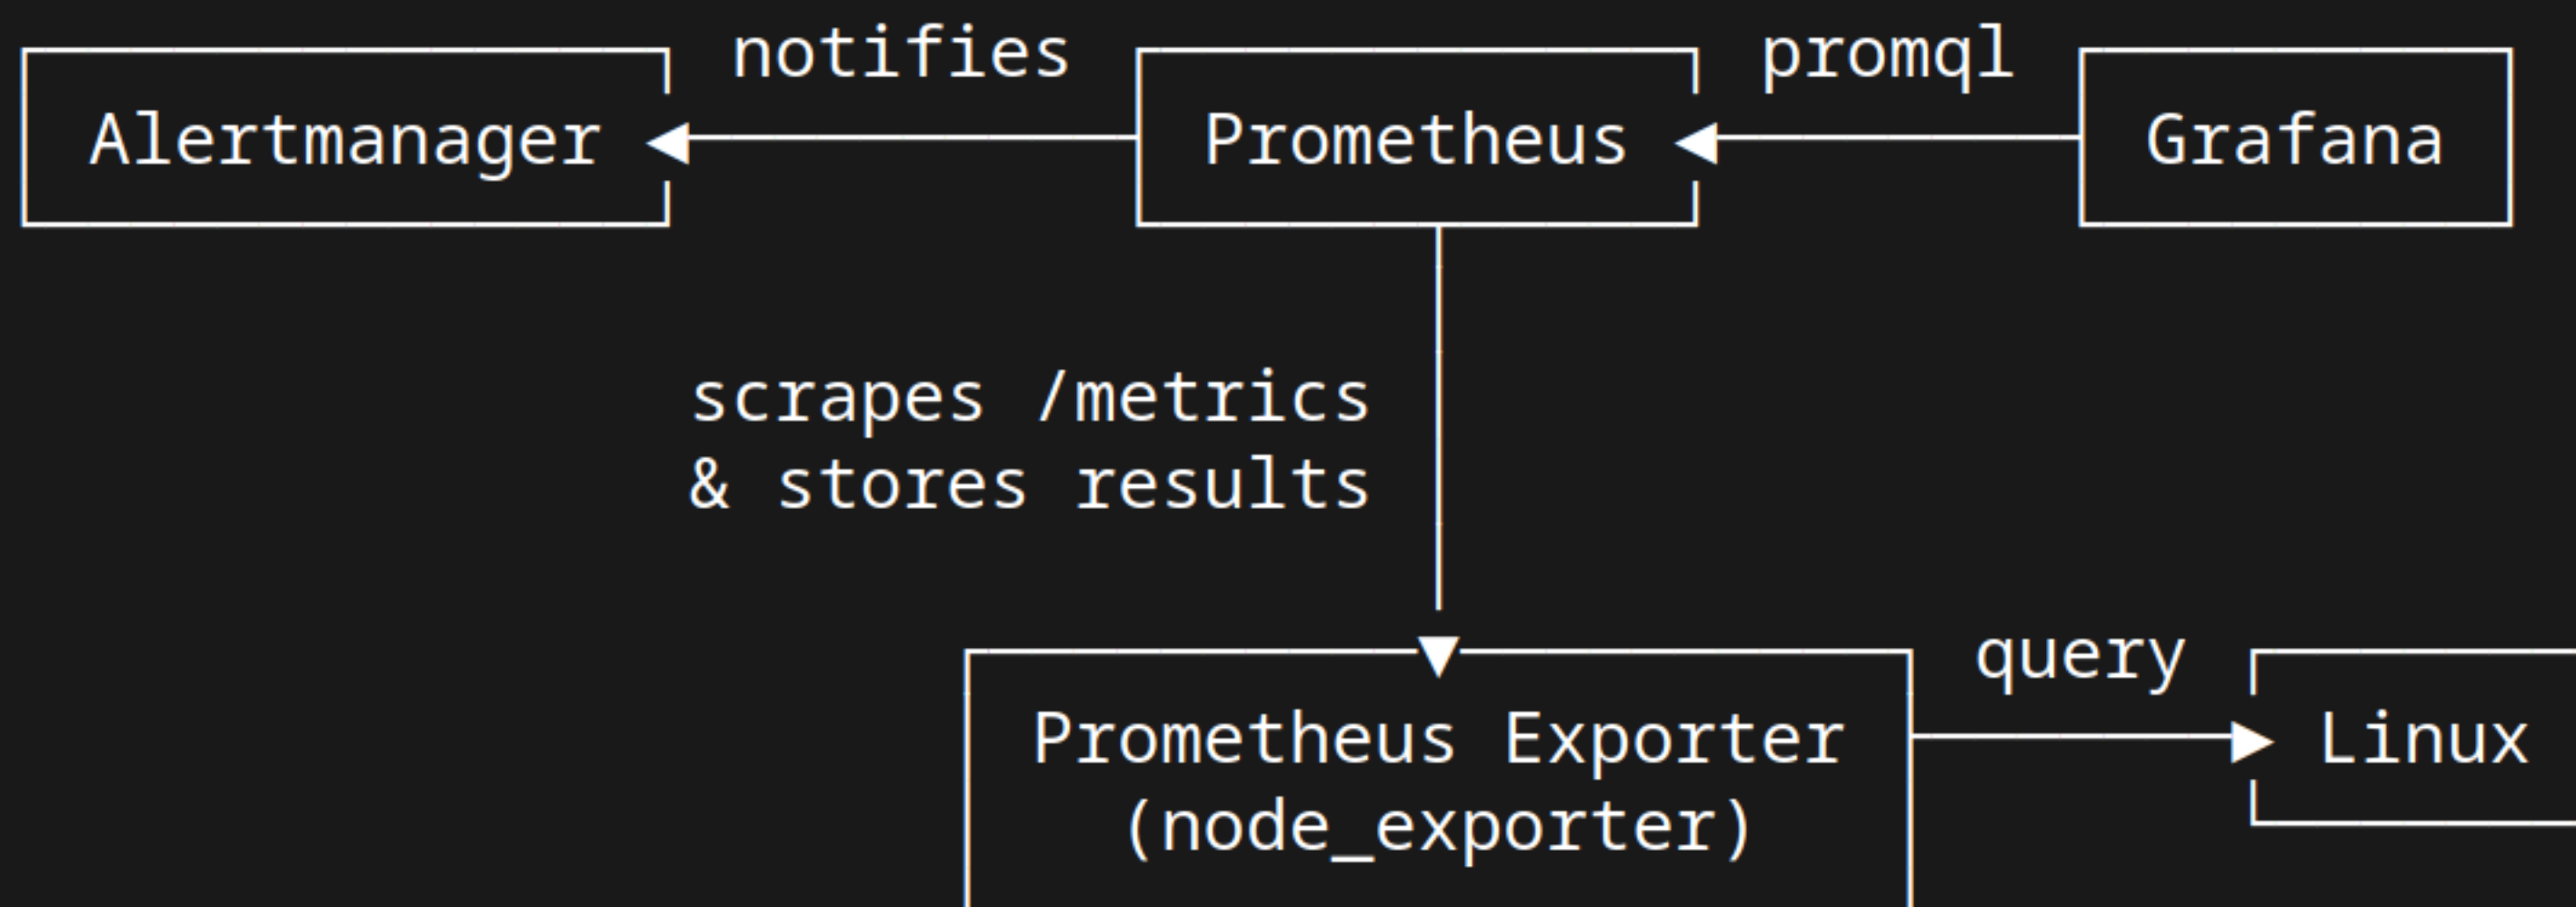 notifies
promql
Alertmanager
Prometheus
Grafana
scrapes /metrics
& stores results
query
Prometheus Exporter
Linux
(node_exporter)